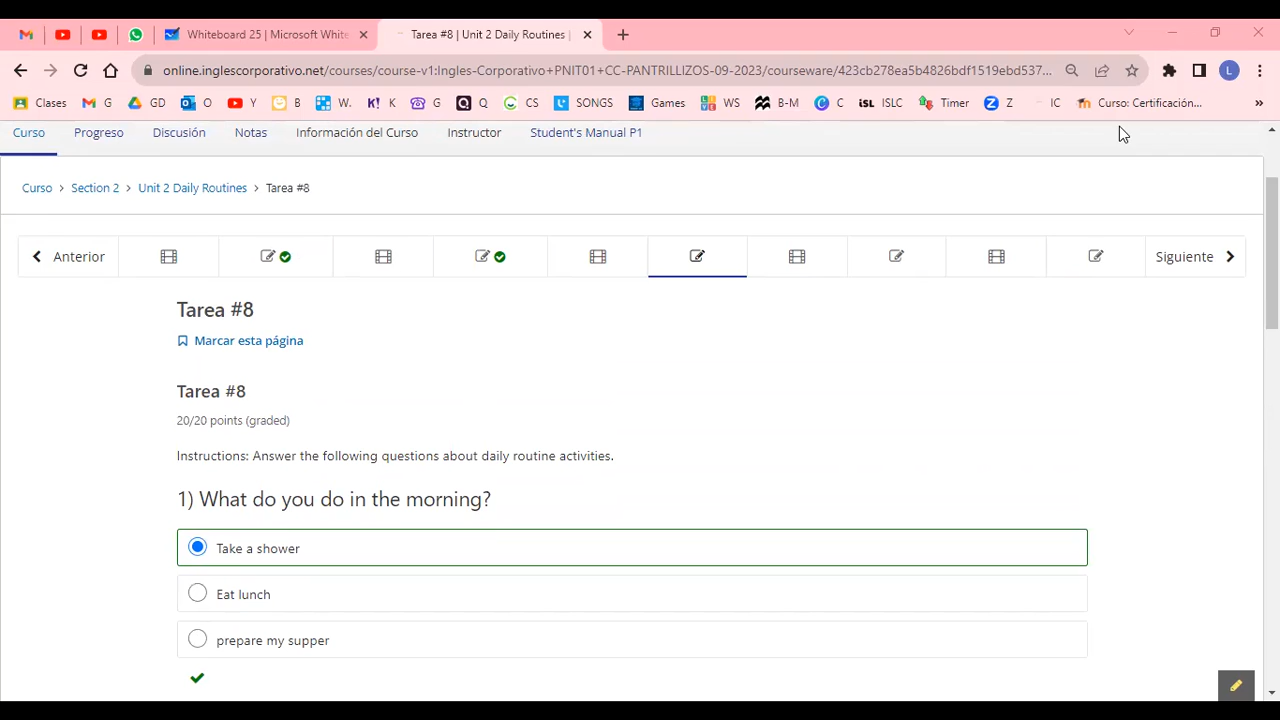 Whiteboard 25 | Microsoft White
Tarea #8 | Unit 2 Daily Routines |
online.inglescorporativo.net/courses/course-v1:Ingles-Corporativo+PNIT01+CC-PANTRILLIZOS-09-2023/courseware/423cb278ea5b4826bdf1519ebd537...
Clases G GD O Y B W. K! K G Q CS SONGS Games WS B-M C ISL ISLC Timer Z IC Curso: Certificación... »
Curso Progreso Discusión Notas Información del Curso Instructor Student's Manual P1
Curso > Section 2 > Unit 2 Daily Routines > Tarea #8
Anterior Siguiente
Tarea #8
Marcar esta página
Tarea #8
20/20 points (graded)
Instructions: Answer the following questions about daily routine activities.
1) What do you do in the morning?
Take a shower
Eat lunch
prepare my supper